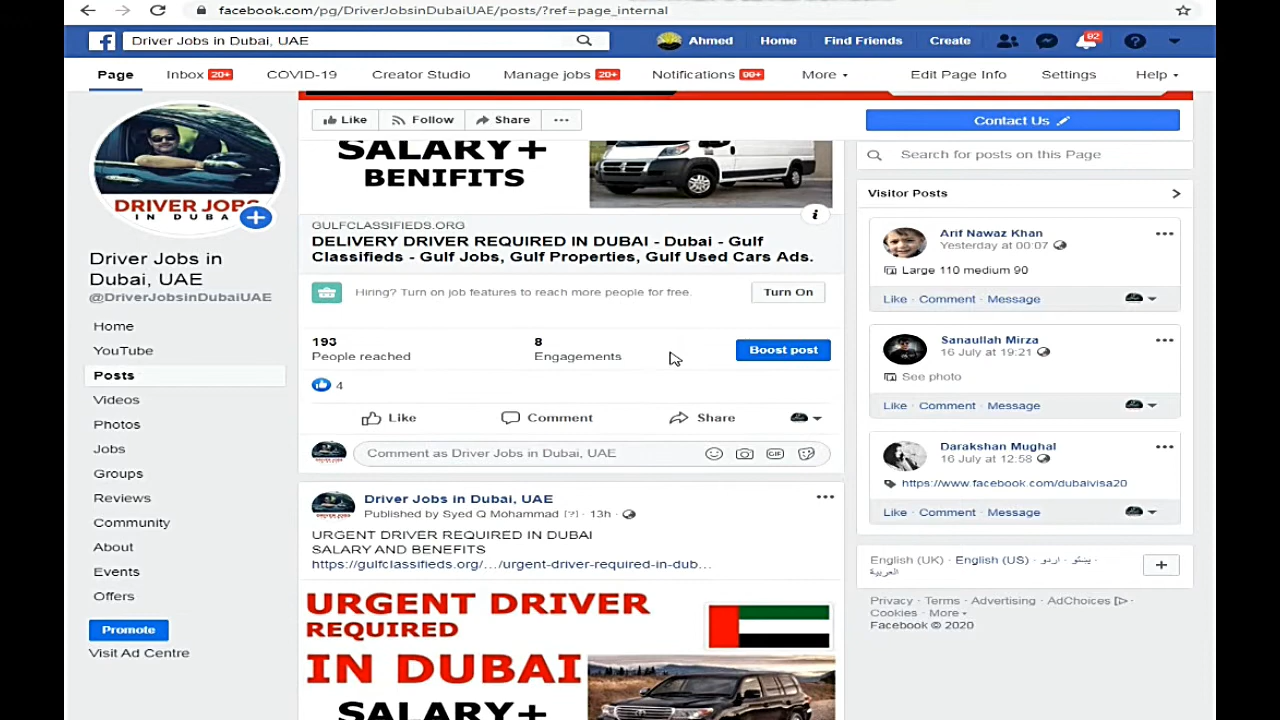 facebook.com/pg/DriverJobsinDubaiUAE/posts/?ref=page_internal
Driver Jobs in Dubai, UAE
Ahmed
Home
Find Friends
Create
92
Page
Inbox 20+
COVID-19
Creator Studio
Manage jobs 20+
Notifications 99+
More
Edit Page Info
Settings
Help
Like
Follow
Share
Contact Us
DRIVER JOBS
IN DUBA
Driver Jobs in
Dubai, UAE
@DriverJobsinDubaiUAE
Home
YouTube
Posts
Videos
Photos
Jobs
Groups
Reviews
Community
About
Events
Offers
Promote
Visit Ad Centre
SALARY+
BENIFITS
GULFCLASSIFIEDS.ORG
DELIVERY DRIVER REQUIRED IN DUBAI - Dubai - Gulf
Classifieds - Gulf Jobs, Gulf Properties, Gulf Used Cars Ads.
Hiring? Turn on job features to reach more people for free.
Turn On
193
People reached
8
Engagements
Boost post
4
Like
Comment
Share
Comment as Driver Jobs in Dubai, UAE
GIF
Driver Jobs in Dubai, UAE
Published by Syed Q Mohammad [?] · 13h ·
URGENT DRIVER REQUIRED IN DUBAI
SALARY AND BENEFITS
https://gulfclassifieds.org/…/urgent-driver-required-in-dub…
URGENT DRIVER
REQUIRED
IN DUBAI
SALARY+
Search for posts on this Page
Visitor Posts
Arif Nawaz Khan
Yesterday at 00:07
Large 110 medium 90
Like · Comment · Message
Sanaullah Mirza
16 July at 19:21
See photo
Like · Comment · Message
Darakshan Mughal
16 July at 12:58
https://www.facebook.com/dubaivisa20
Like · Comment · Message
English (UK) · English (US) · اردو · پښتو ·
العربية
Privacy · Terms · Advertising · AdChoices ·
Cookies · More
Facebook © 2020